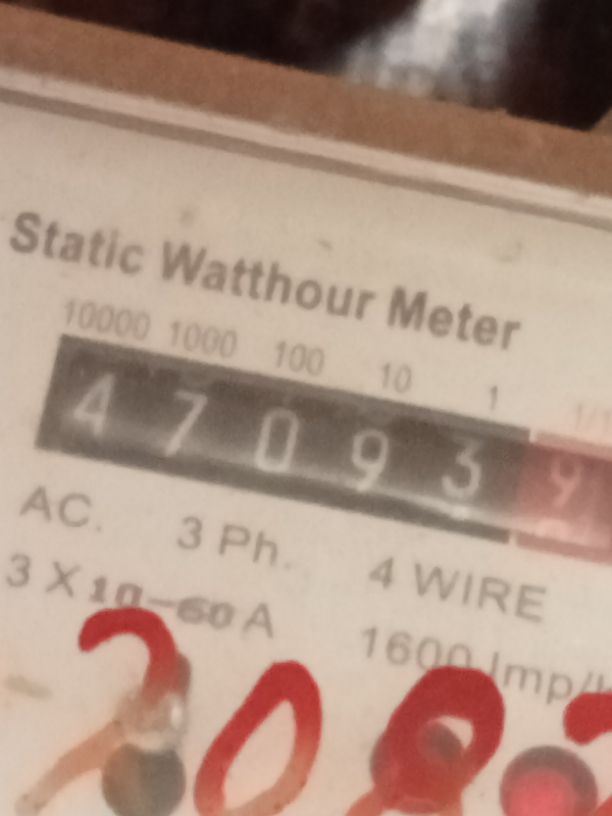 Static Watthour Meter
10000 1000 100 10 1
4 7 0 9 3 9
AC. 3 Ph. 4 WIRE
3 X 10-60 A 1600 Imp/